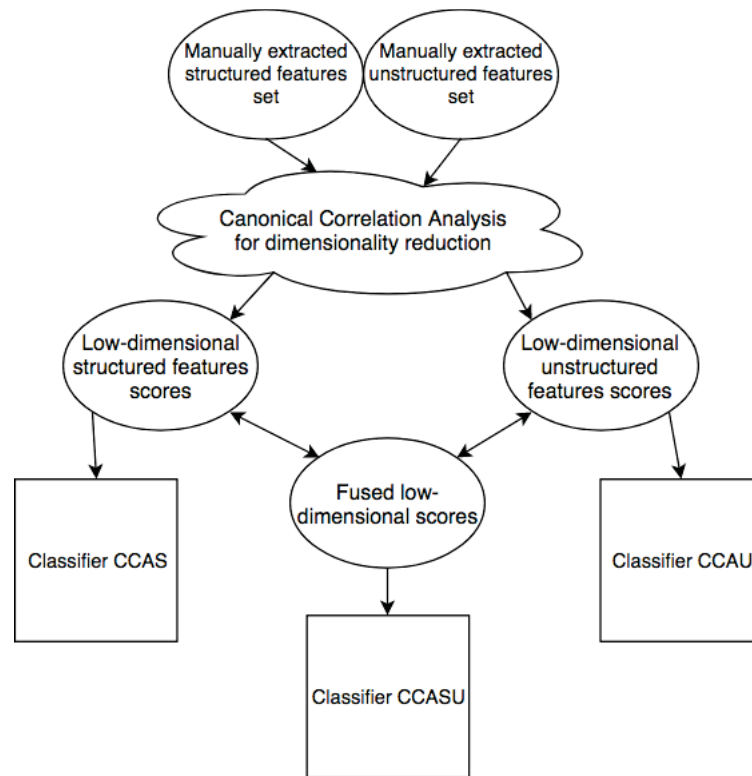 Manually extracted
structured features
set
Manually extracted
unstructured features
set
Canonical Correlation Analysis
for dimensionality reduction
Low-dimensional
structured features
scores
Low-dimensional
unstructured
features scores
Fused low-
dimensional scores
Classifier CCAS
Classifier CCAU
Classifier CCASU